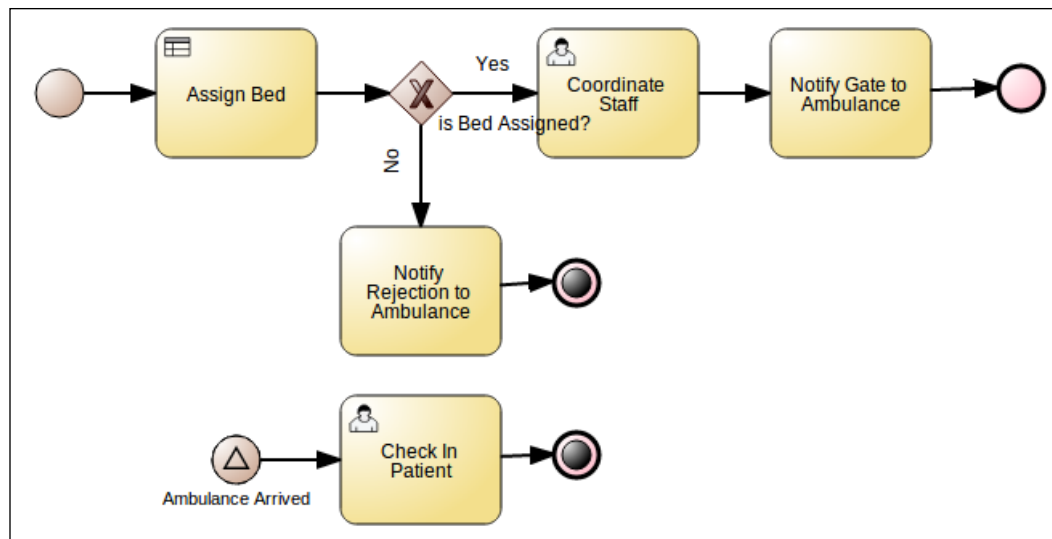 Assign Bed
Yes
is Bed Assigned?
Coordinate
Staff
Notify Gate to
Ambulance
No
Notify
Rejection to
Ambulance
Ambulance Arrived
Check In
Patient